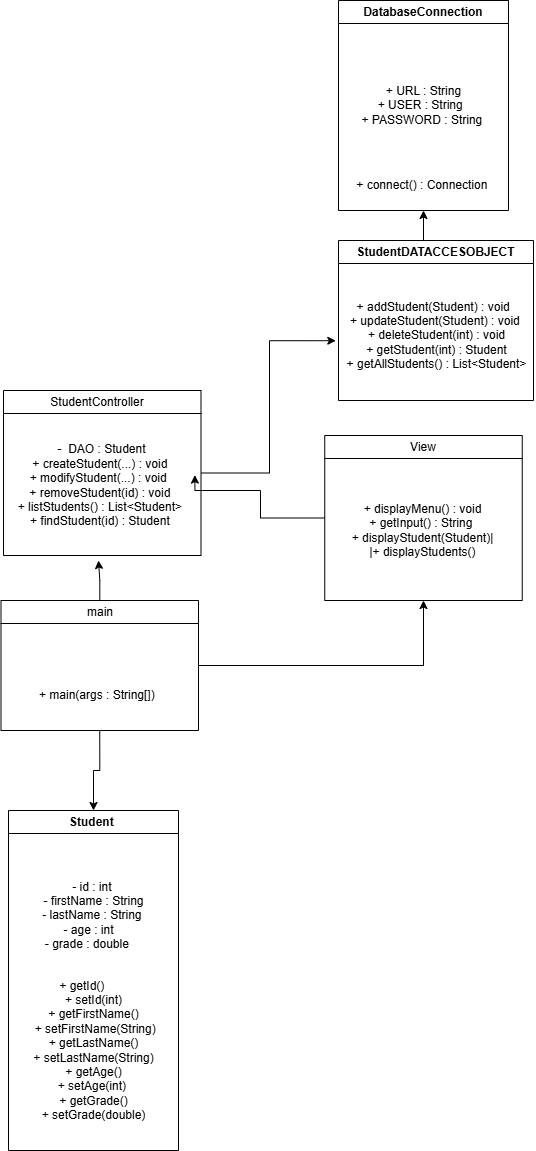 DatabaseConnection
+ URL : String
+ USER : String
+ PASSWORD : String
+ connect() : Connection
StudentDATACCESOBJECT
+ addStudent(Student) : void
+ updateStudent(Student) : void
+ deleteStudent(int) : void
+ getStudent(int) : Student
+ getAllStudents() : List<Student>
StudentController
- DAO : Student
+ createStudent(...) : void
+ modifyStudent(...) : void
+ removeStudent(id) : void
+ listStudents() : List<Student>
+ findStudent(id) : Student
View
+ displayMenu() : void
+ getInput() : String
+ displayStudent(Student)|
|+ displayStudents()
main
+ main(args : String[])
Student
- id : int
- firstName : String
- lastName : String
- age : int
- grade : double
+ getId()
+ setId(int)
+ getFirstName()
+ setFirstName(String)
+ getLastName()
+ setLastName(String)
+ getAge()
+ setAge(int)
+ getGrade()
+ setGrade(double)